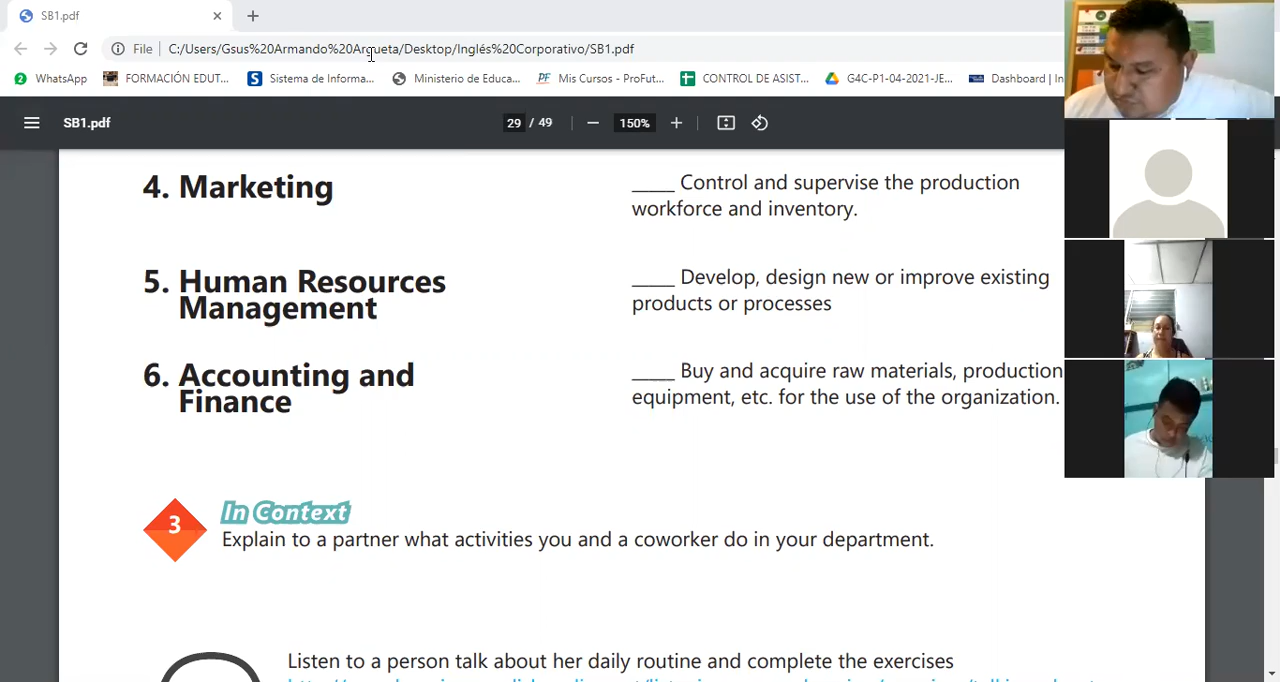 SB1.pdf
File
C:/Users/Gsus%20Armando%20Argueta/Desktop/Inglés%20Corporativo/SB1.pdf
WhatsApp
FORMACIÓN EDUT...
Sistema de Informa...
Ministerio de Educa...
Mis Cursos - ProFut...
CONTROL DE ASIST...
G4C-P1-04-2021-JE...
Dashboard | In
SB1.pdf
29 / 49
150%
4. Marketing
_____ Control and supervise the production
workforce and inventory.
5. Human Resources
Management
_____ Develop, design new or improve existing
products or processes
6. Accounting and
Finance
_____ Buy and acquire raw materials, production
equipment, etc. for the use of the organization.
3
In Context
Explain to a partner what activities you and a coworker do in your department.
Listen to a person talk about her daily routine and complete the exercises